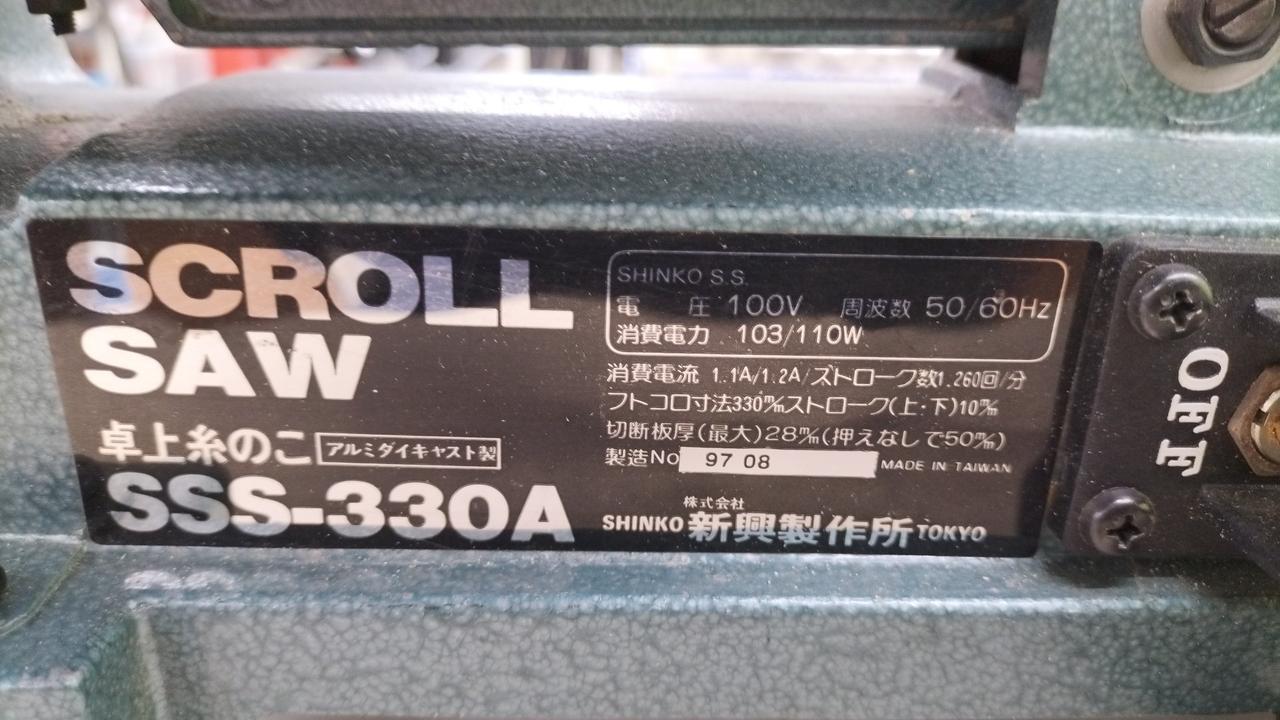 SCROLL
SAW
卓上糸のこ アルミダイキャスト製
SSS-330A
SHINKO S.S.
電 圧 100V 周波数 50/60Hz
消費電力 103/110W
消費電流 1.1A/1.2A/ストローク数1.260回/分
フトコロ寸法330m/mストローク(上・下)10m/m
切断板厚(最大)28m/m(押えなしで50m/m)
製造No 97 08 MADE IN TAIWAN
株式会社
SHINKO 新興製作所 TOKYO
OFF